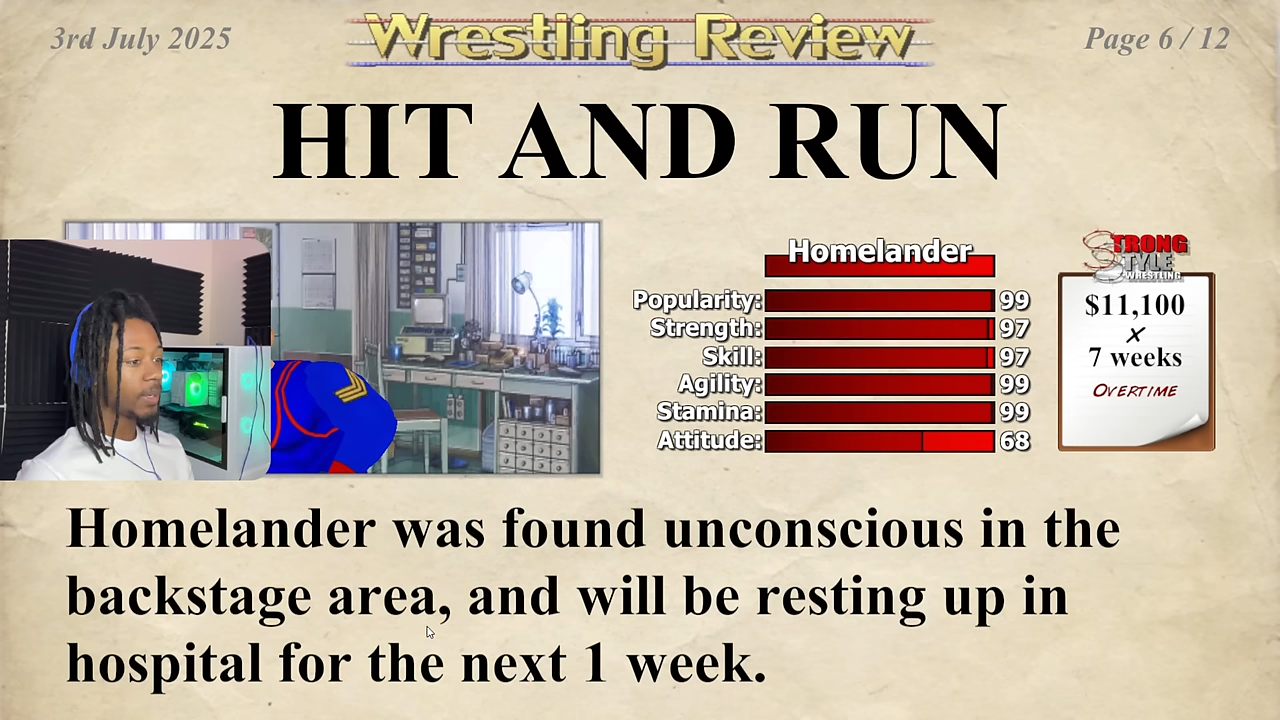 3rd July 2025
Wrestling Review
Page 6 / 12
HIT AND RUN
Homelander
Popularity: 99
Strength: 97
Skill: 97
Agility: 99
Stamina: 99
Attitude: 68
STRONG
STYLE
WRESTLING
$11,100
×
7 weeks
OVERTIME
Homelander was found unconscious in the
backstage area, and will be resting up in
hospital for the next 1 week.